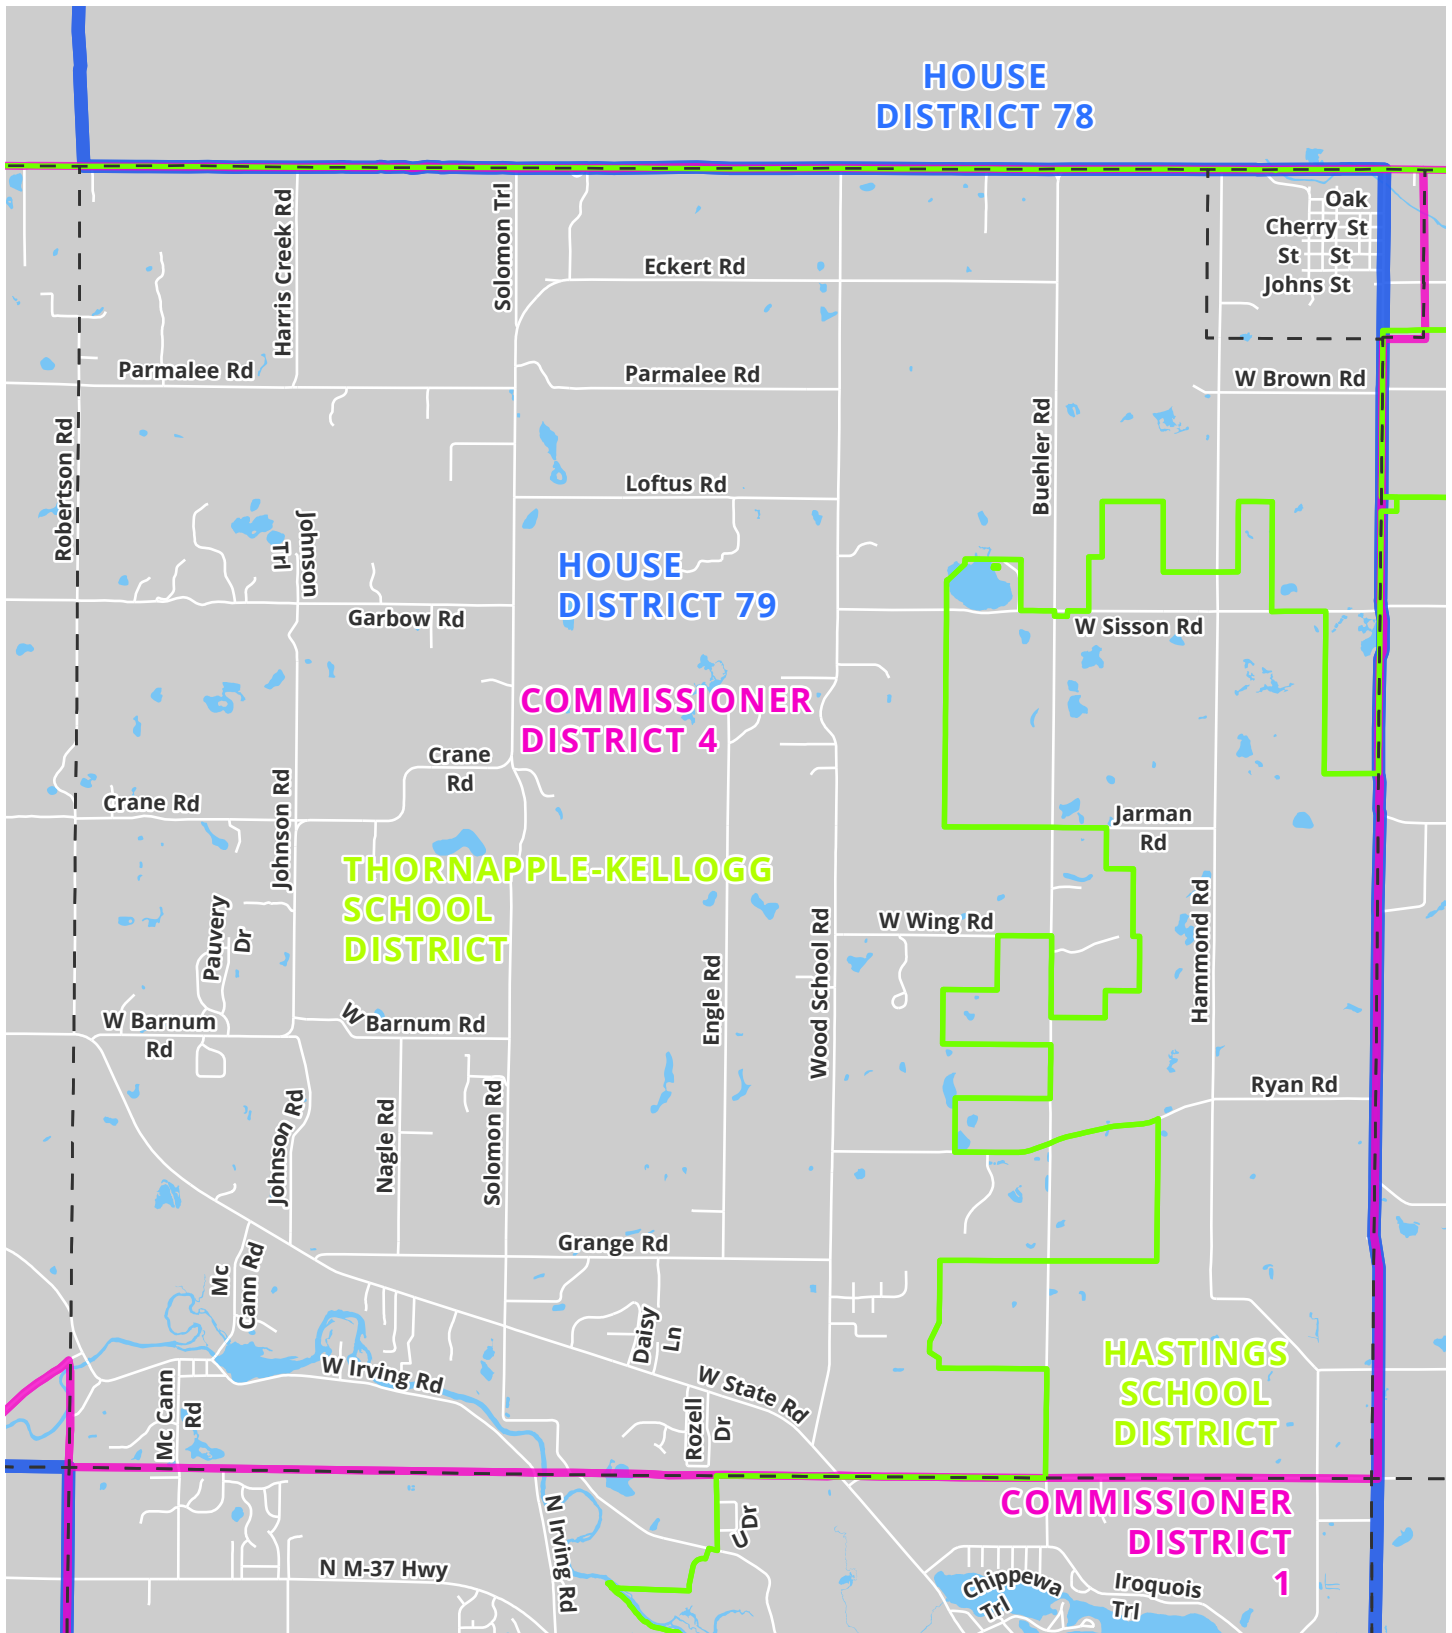 HOUSE
DISTRICT 78
Oak
Cherry St
St St
Johns St
Harris Creek Rd
Solomon Trl
Eckert Rd
Parmalee Rd
Parmalee Rd
W Brown Rd
Robertson Rd
Buehler Rd
Loftus Rd
Johnson
Trl
HOUSE
DISTRICT 79
Garbow Rd
W Sisson Rd
COMMISSIONER
DISTRICT 4
Crane
Rd
Crane Rd
Johnson Rd
Jarman
Rd
THORNAPPLE-KELLOGG
SCHOOL
DISTRICT
Pauvery
Dr
W Wing Rd
Hammond Rd
Engle Rd
Wood School Rd
W Barnum
Rd
W Barnum Rd
Ryan Rd
Johnson Rd
Nagle Rd
Solomon Rd
Grange Rd
Mc
Cann Rd
Daisy
Ln
W Irving Rd
W State Rd
HASTINGS
SCHOOL
DISTRICT
Mc Cann
Rd
Rozell
Dr
COMMISSIONER
DISTRICT
1
N Irving Rd
U Dr
N M-37 Hwy
Chippewa
Trl
Iroquois
Trl